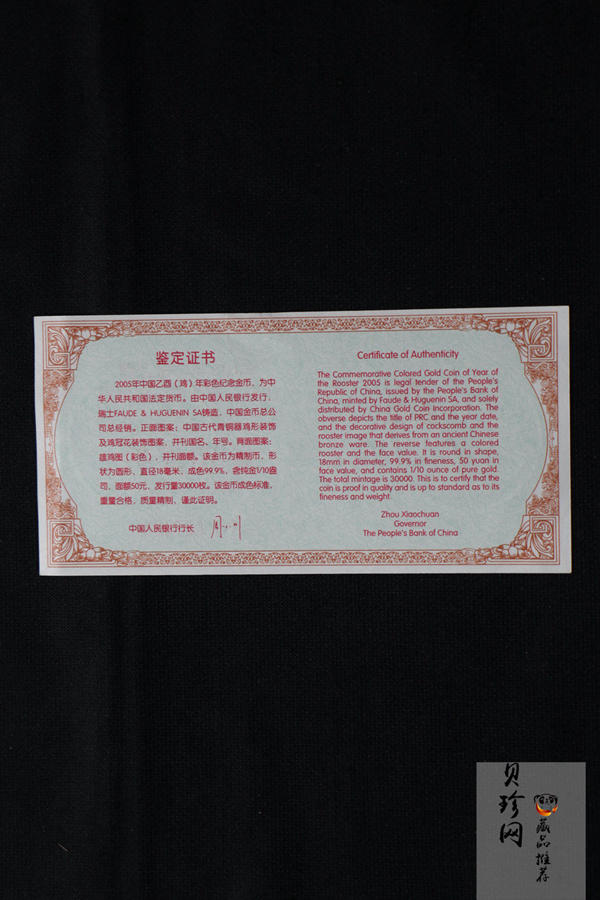 鉴定证书
2005年中国乙酉（鸡）年彩色纪念金币，为中
华人民共和国法定货币。由中国人民银行发行，
瑞士FAUDE & HUGUENIN SA铸造，中国金币总公
司总经销。正面图案：中国古代青铜器鸡形装饰
及鸡冠花装饰图案，并刊国名、年号。背面图案：
雄鸡图（彩色），并刊面额。该金币为精制币，形
状为圆形，直径18毫米，成色99.9%，含纯金1/10盎
司，面额50元，发行量30000枚。该金币成色标准，
重量合格，质量精制，谨此证明。
中国人民银行行长
Certificate of Authenticity
The Commemorative Colored Gold Coin of Year of
the Rooster 2005 is legal tender of the People's
Republic of China, issued by the People's Bank of
China, minted by Faude & Huguenin SA, and solely
distributed by China Gold Coin Incorporation. The
obverse depicts the title of PRC and the year date,
and the decorative design of cockscomb and the
rooster image that derives from an ancient Chinese
bronze ware. The reverse features a colored
rooster and the face value. It is round in shape,
18mm in diameter, 99.9% in fineness, 50 yuan in
face value, and contains 1/10 ounce of pure gold.
The total mintage is 30000. This is to certify that the
coin is proof in quality and is up to standard as to its
fineness and weight.
Zhou Xiaochuan
Governor
The People's Bank of China
贝珍网
藏品推荐